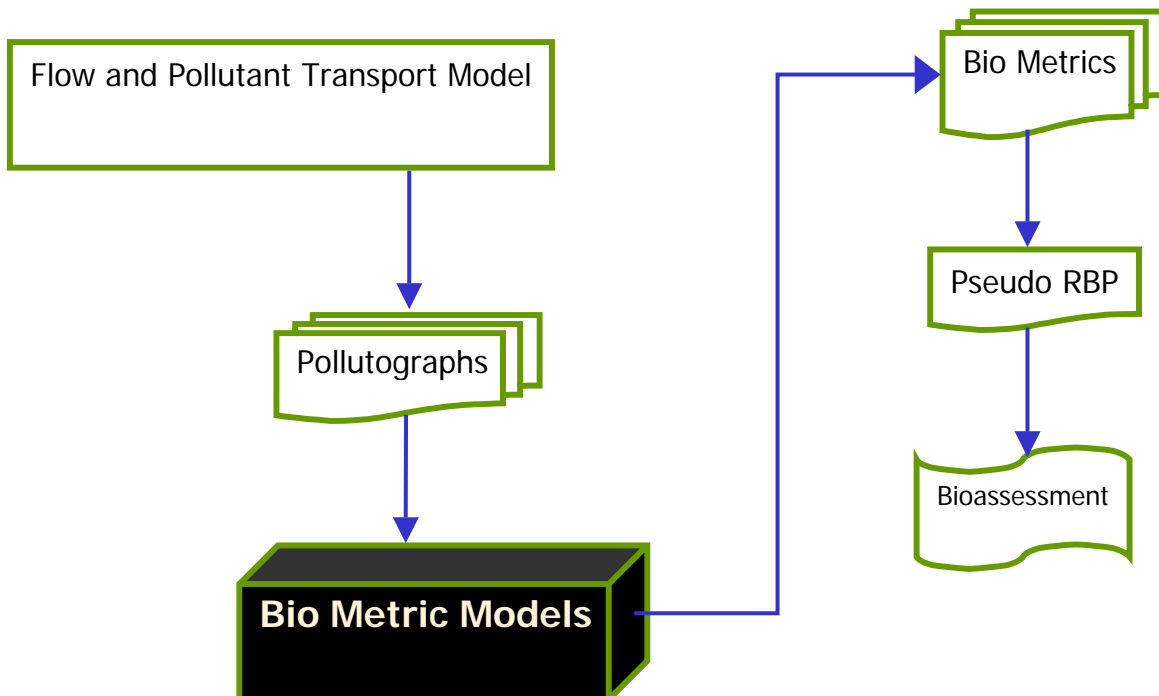 Flow and Pollutant Transport Model
Pollutographs
Bio Metric Models
Bio Metrics
Pseudo RBP
Bioassessment